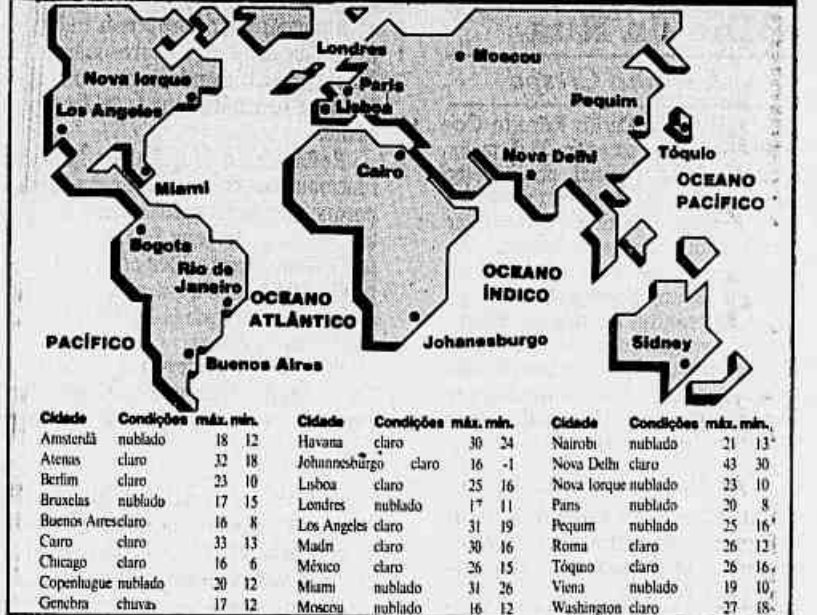 Londres
Moscou
Nova Iorque
Paris
Los Angeles
Lisboa
Pequim
Cairo
Nova Delhi
Tóquio
Miami
OCEANO
PACÍFICO
Bogota
Rio de
Janeiro
OCEANO
ÍNDICO
OCEANO
ATLÂNTICO
PACÍFICO
Johanesburgo
Sidney
Buenos Aires
Cidade Condições máx. mín.
Amsterdã nublado 18 12
Atenas claro 32 18
Berlim claro 23 10
Bruxelas nublado 17 15
Buenos Aires claro 16 8
Cairo claro 33 13
Chicago claro 16 6
Copenhague nublado 20 12
Genebra chuvas 17 12
Cidade Condições máx. mín.
Havana claro 30 24
Johannesburgo claro 16 -1
Lisboa claro 25 16
Londres nublado 17 11
Los Angeles claro 31 19
Madri claro 30 16
México claro 26 15
Miami nublado 31 26
Moscou nublado 16 12
Cidade Condições máx. mín.
Nairobi nublado 21 13
Nova Delhi claro 43 30
Nova Iorque nublado 23 10
Paris nublado 20 8
Pequim nublado 25 16
Roma claro 26 12
Tóquio claro 26 16
Viena nublado 19 10
Washington claro 27 18